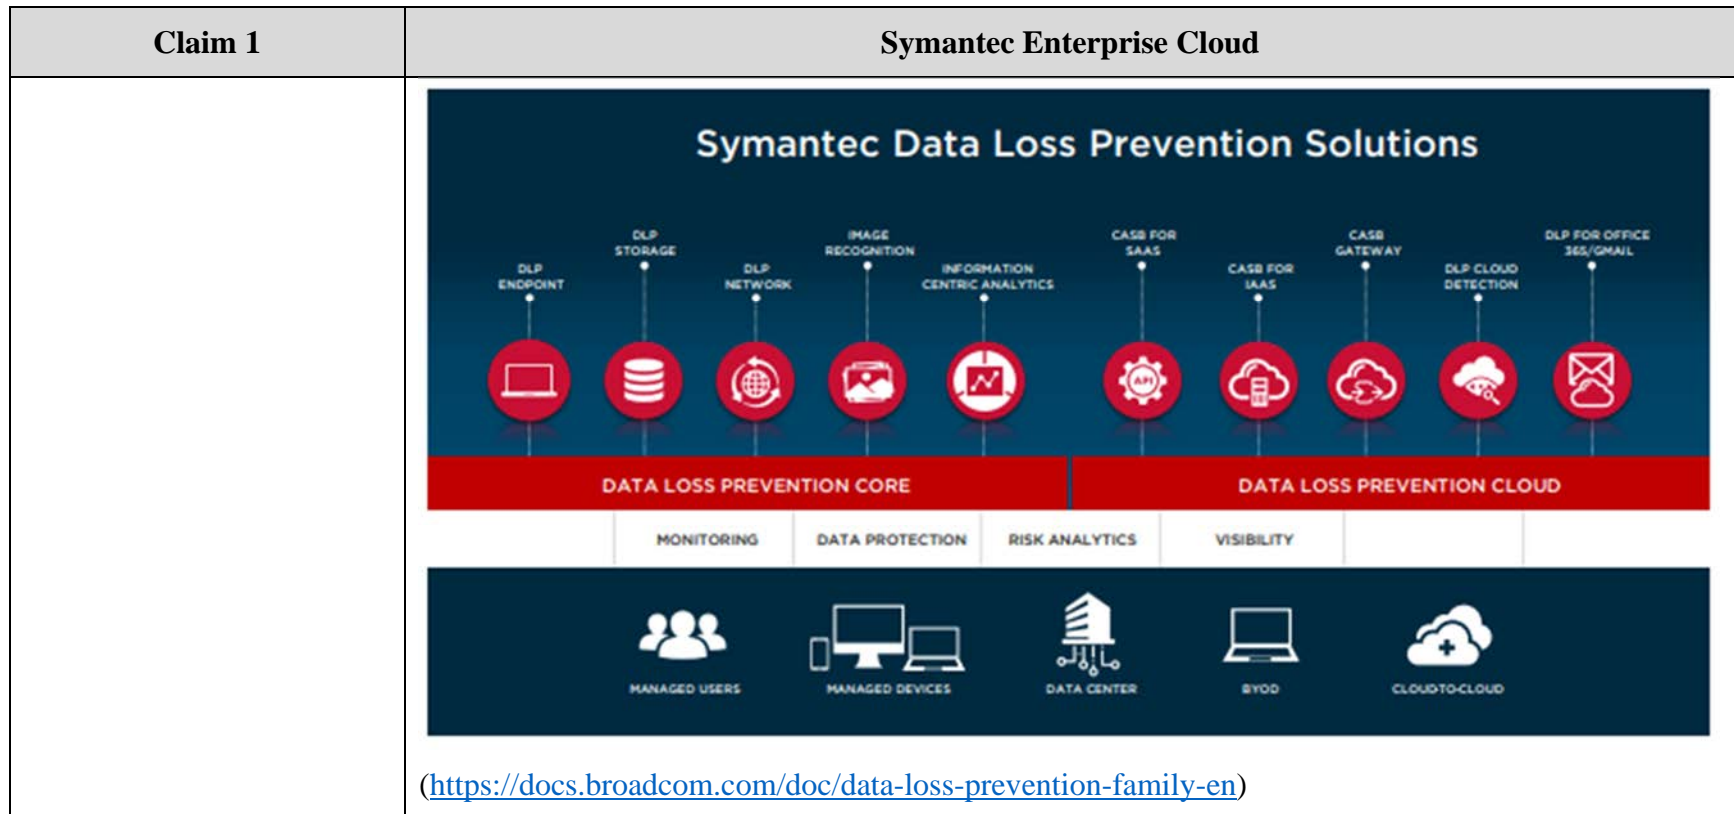 Claim 1
Symantec Enterprise Cloud
Symantec Data Loss Prevention Solutions
DLP
ENDPOINT
DLP
STORAGE
DLP
NETWORK
IMAGE
RECOGNITION
INFORMATION
CENTRIC ANALYTICS
CASB FOR
SAAS
CASB FOR
IAAS
CASB
GATEWAY
DLP CLOUD
DETECTION
DLP FOR OFFICE
365/GMAIL
API
DATA LOSS PREVENTION CORE
DATA LOSS PREVENTION CLOUD
MONITORING
DATA PROTECTION
RISK ANALYTICS
VISIBILITY
MANAGED USERS
MANAGED DEVICES
DATA CENTER
BYOD
CLOUD-TO-CLOUD
(https://docs.broadcom.com/doc/data-loss-prevention-family-en)